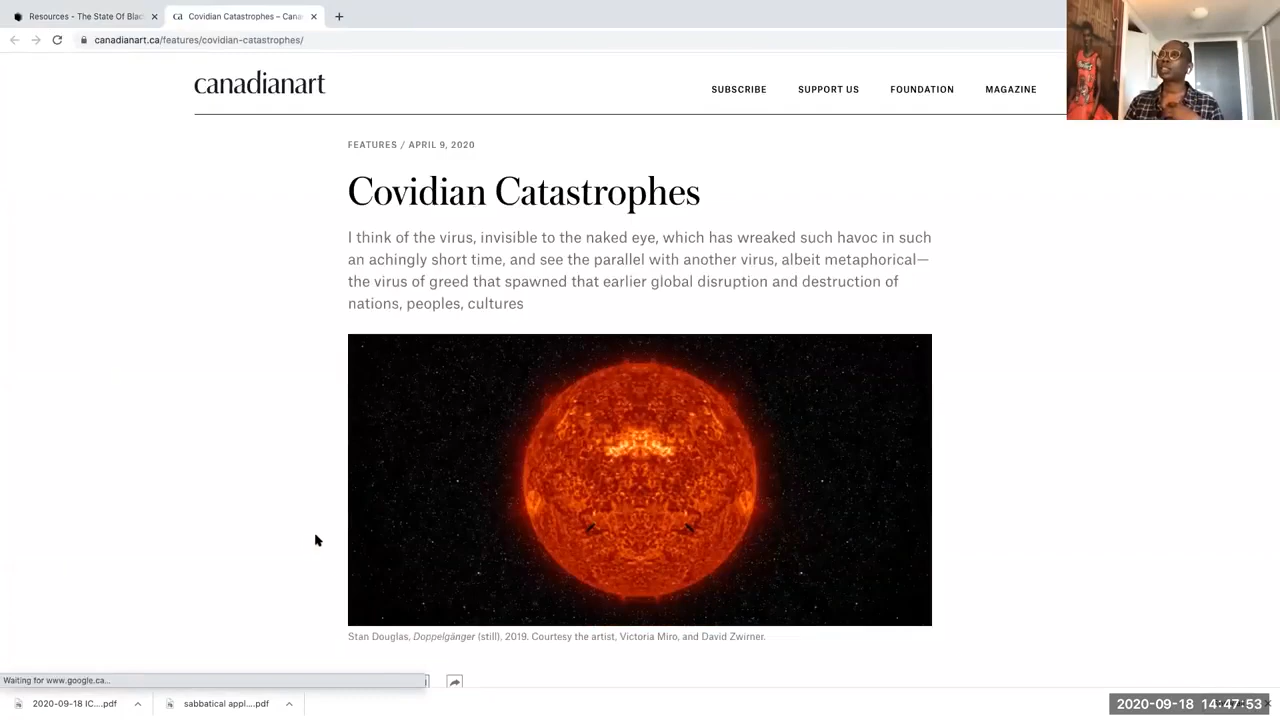 Resources - The State Of Blac
Covidian Catastrophes – Cana
canadianart.ca/features/covidian-catastrophes/
canadianart
SUBSCRIBE
SUPPORT US
FOUNDATION
MAGAZINE
FEATURES / APRIL 9, 2020
Covidian Catastrophes
I think of the virus, invisible to the naked eye, which has wreaked such havoc in such
an achingly short time, and see the parallel with another virus, albeit metaphorical—
the virus of greed that spawned that earlier global disruption and destruction of
nations, peoples, cultures
Stan Douglas, Doppelgänger (still), 2019. Courtesy the artist, Victoria Miro, and David Zwirner.
Waiting for www.google.ca...
2020-09-18 IC....pdf
sabbatical appl....pdf
2020-09-18 14:47:53